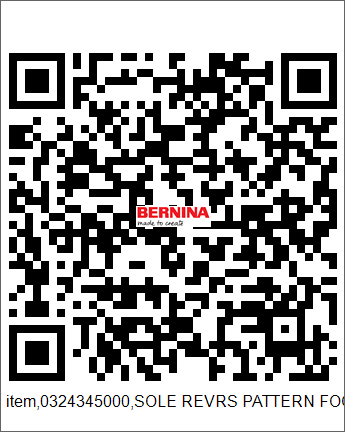 BERNINA
made to create
item,0324345000,SOLE REVRS PATTERN FOO